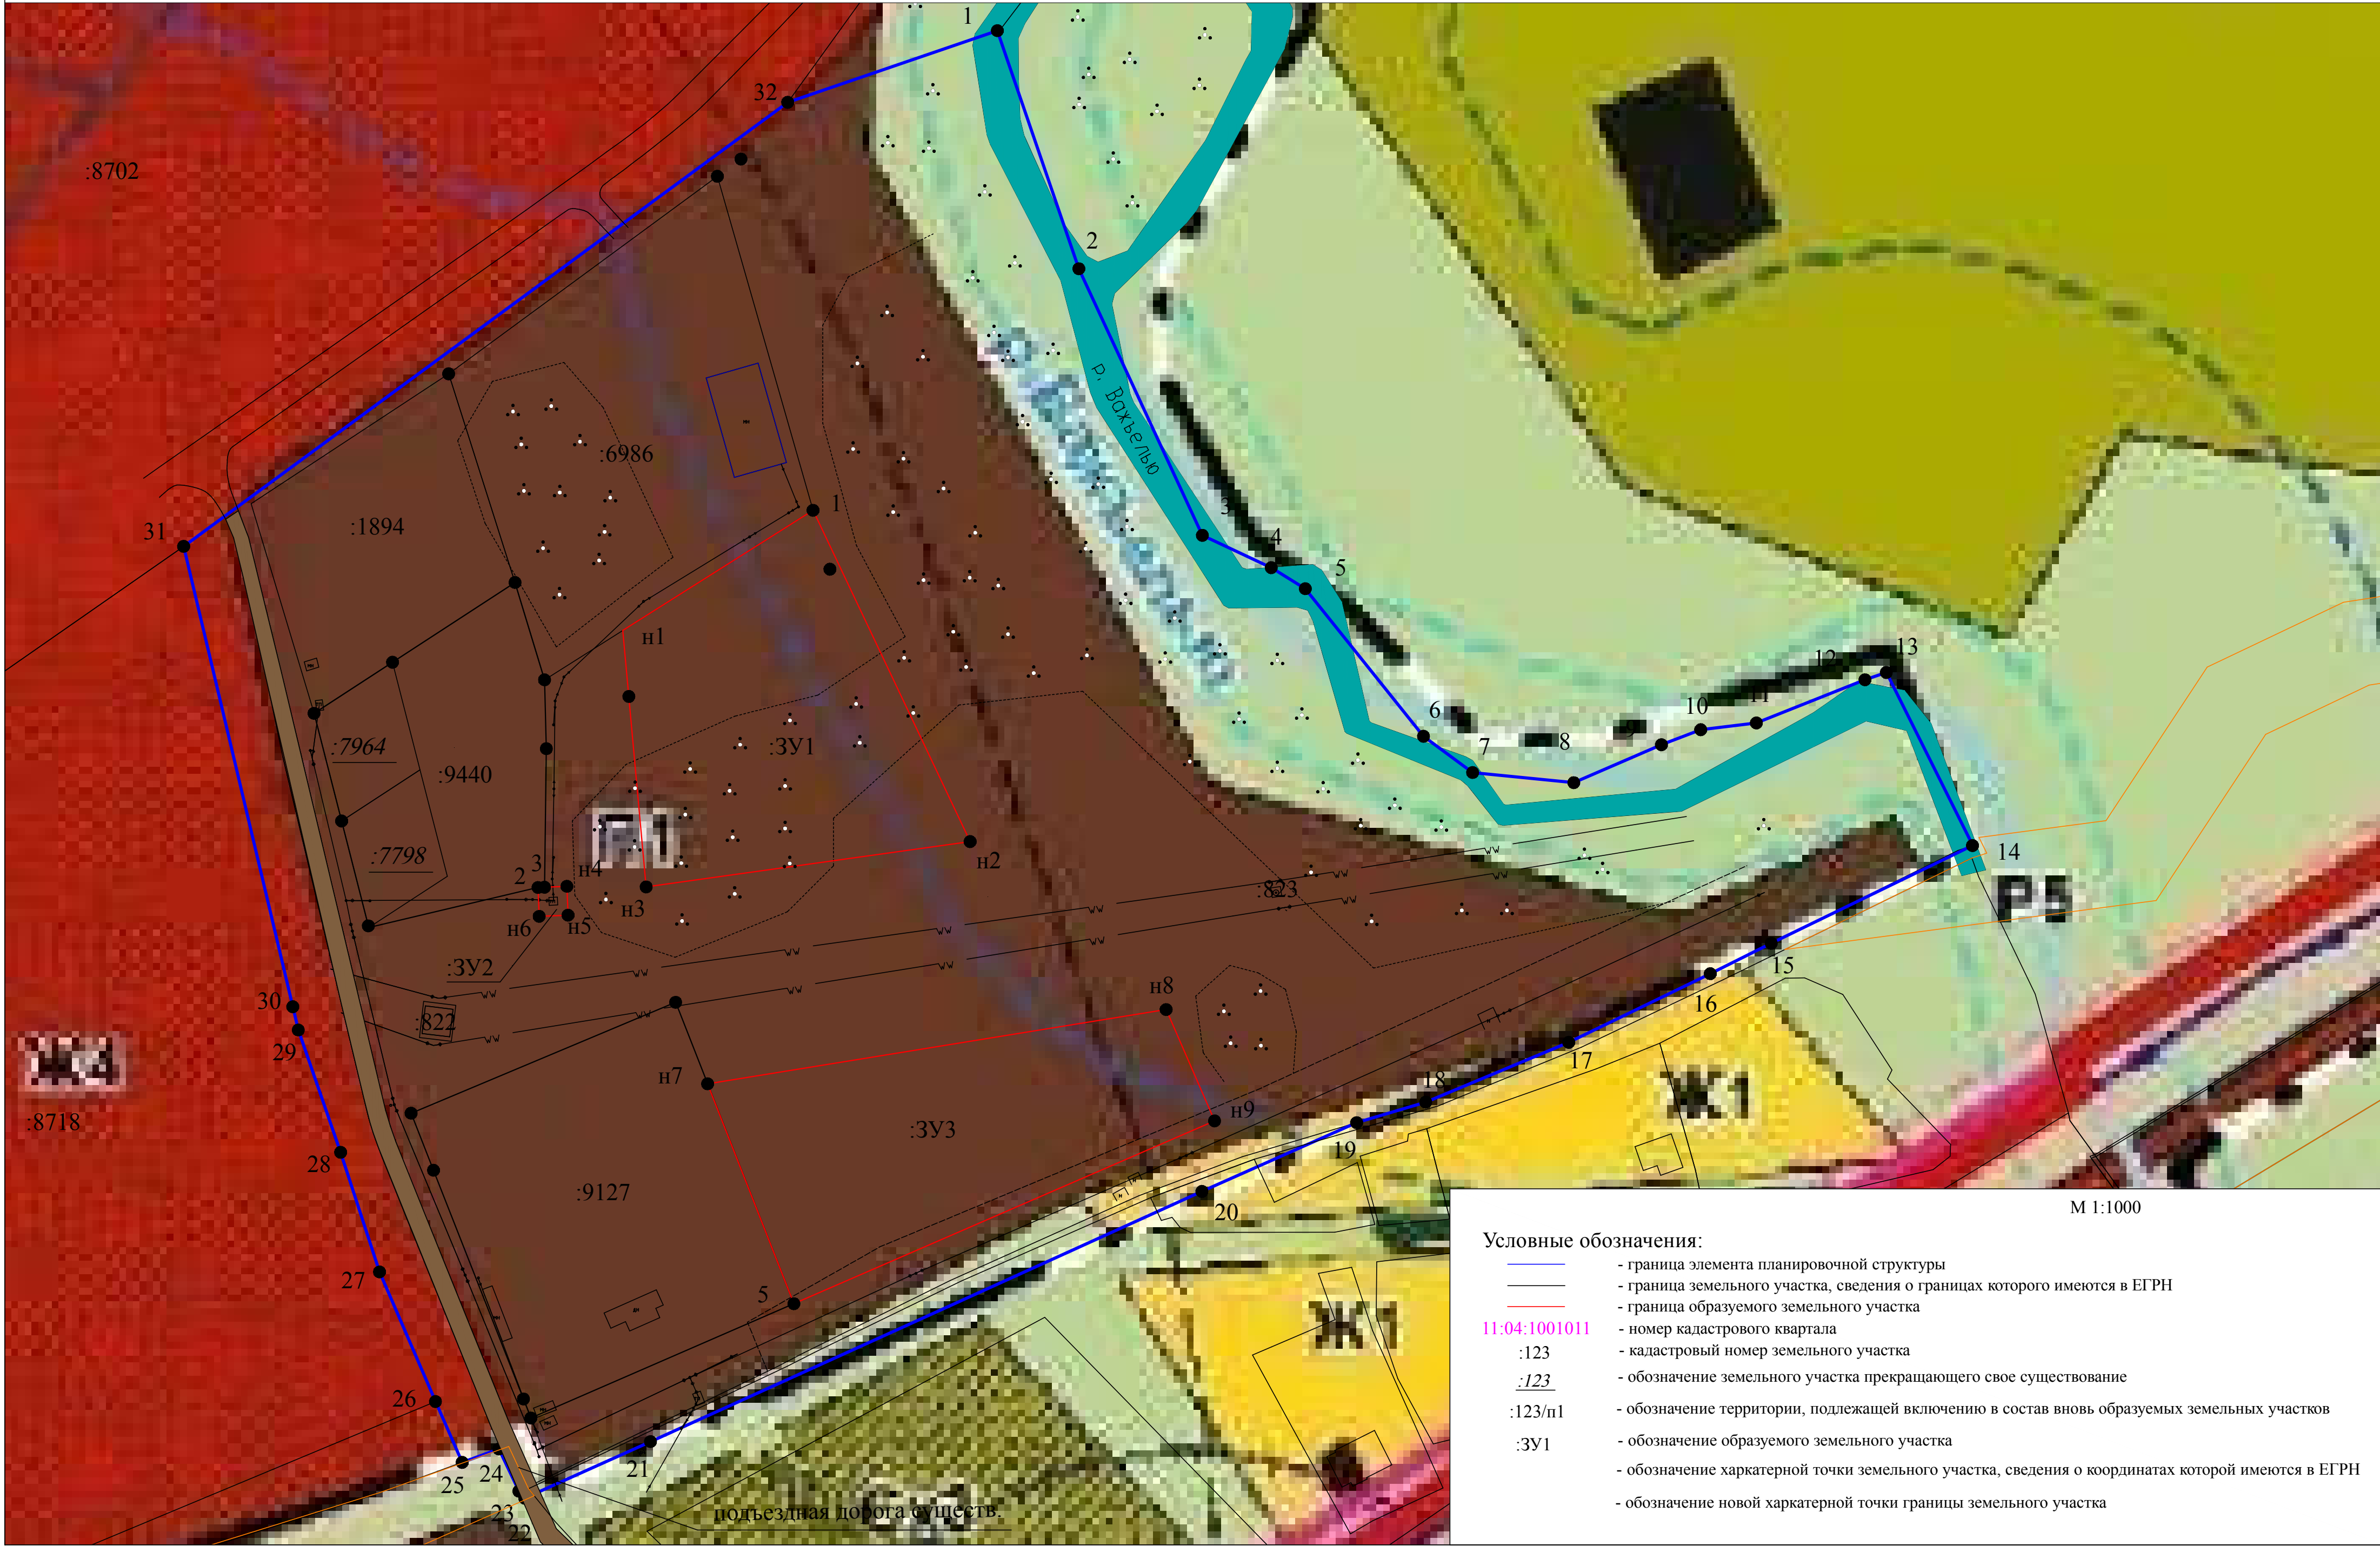 1
32
:8702
2
р. Вахъелью
:6986
1
3
31
:1894
4
5
н1
13
12
6
11
10
:7964
:ЗУ1
7
8
9
:9440
П1
14
:7798
н2
2
3
н4
:823
н3
Р5
н6
н5
15
:ЗУ2
н8
30
16
:822
29
н7
17
Ж4
18
Ж1
н9
:8718
:ЗУ3
19
28
:9127
20
М 1:1000
Условные обозначения:
- граница элемента планировочной структуры
27
- граница земельного участка, сведения о границах которого имеются в ЕГРН
5
- граница образуемого земельного участка
Ж1
11:04:1001011 - номер кадастрового квартала
:123 - кадастровый номер земельного участка
:123 - обозначение земельного участка прекращающего свое существование
26
:123/п1 - обозначение территории, подлежащей включению в состав вновь образуемых земельных участков
:ЗУ1 - обозначение образуемого земельного участка
21
24
25
- обозначение харкатерной точки земельного участка, сведения о координатах которой имеются в ЕГРН
- обозначение новой харкатерной точки границы земельного участка
подъездная дорога существ.
23
22